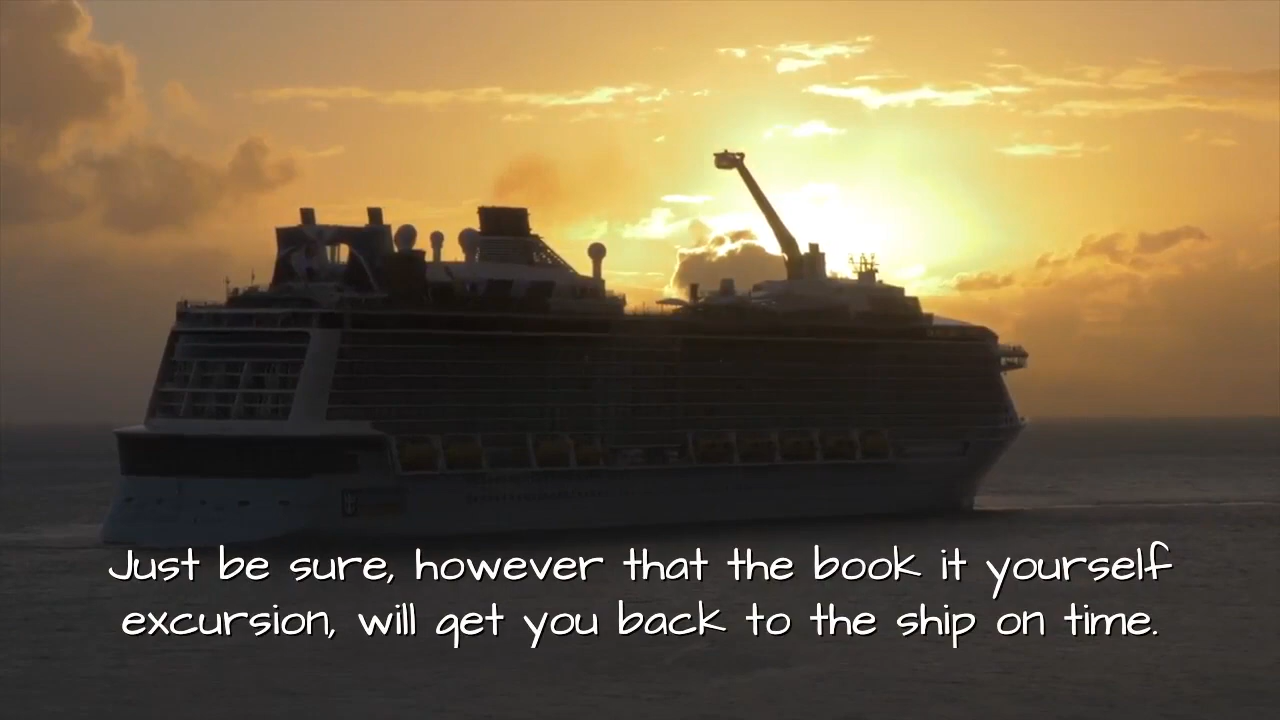 Just be sure, however that the book it yourself
excursion, will get you back to the ship on time.